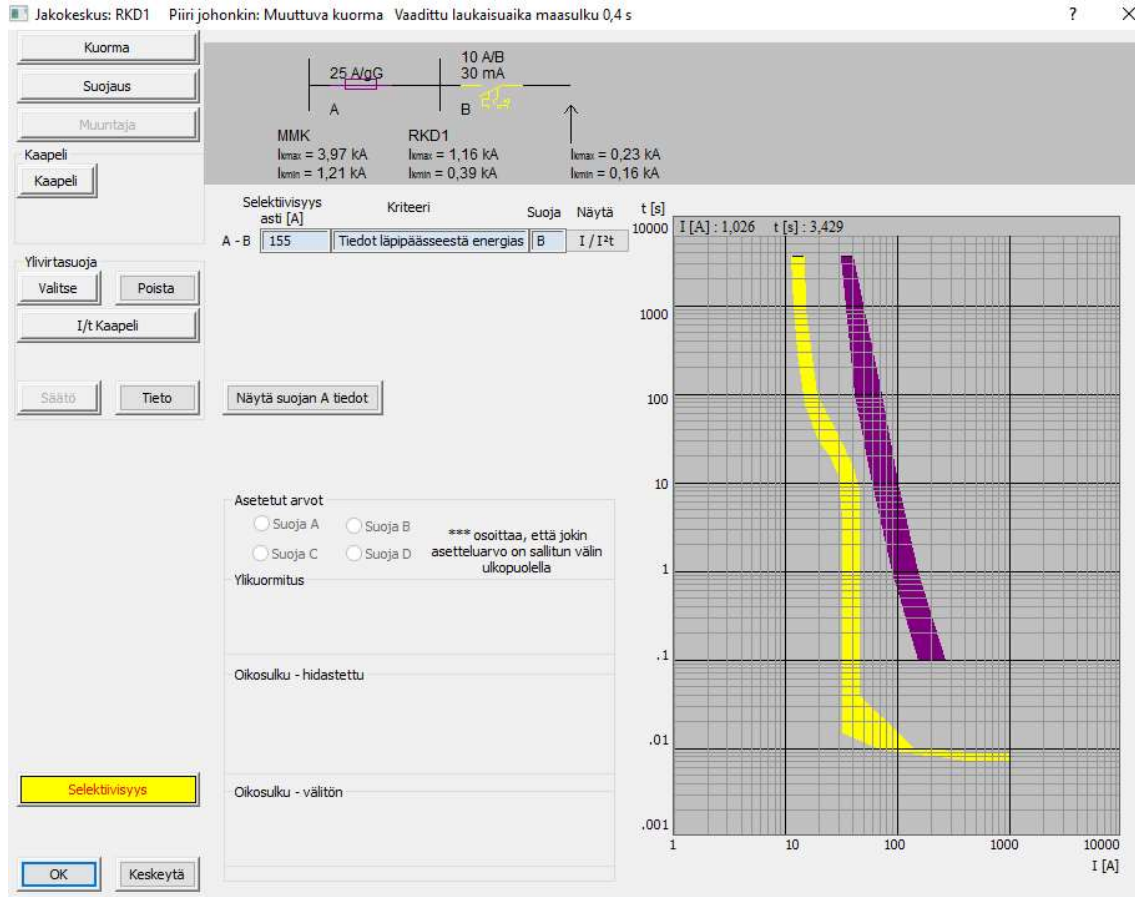 Jakokeskus: RKD1 Piiri johonkin: Muuttuva kuorma Vaadittu laukaisuaika maasulku 0,4 s ?
Kuorma
Suojaus
Muuntaja
Kaapeli
Kaapeli
Ylivirtasuoja
Valitse Poista
I/t Kaapeli
Säätö Tieto
Selektiivisyys
OK Keskeytä
25 A/gG
A
10 A/B
30 mA
B
MMK
Ikmax = 3,97 kA
Ikmin = 1,21 kA
RKD1
Ikmax = 1,16 kA
Ikmin = 0,39 kA
Ikmax = 0,23 kA
Ikmin = 0,16 kA
Selektiivisyys
asti [A] Kriteeri Suoja Näytä
A - B 155 Tiedot läpipäässeestä energias B I / I²t
Näytä suojan A tiedot
Asetetut arvot
Suoja A Suoja B
Suoja C Suoja D
*** osoittaa, että jokin
asetteluarvo on sallitun välin
ulkopuolella
Ylikuormitus
Oikosulku - hidastettu
Oikosulku - välitön
t [s]
I [A] : 1,026 t [s] : 3,429
10000
1000
100
10
1
.1
.01
.001
1 10 100 1000 10000
I [A]